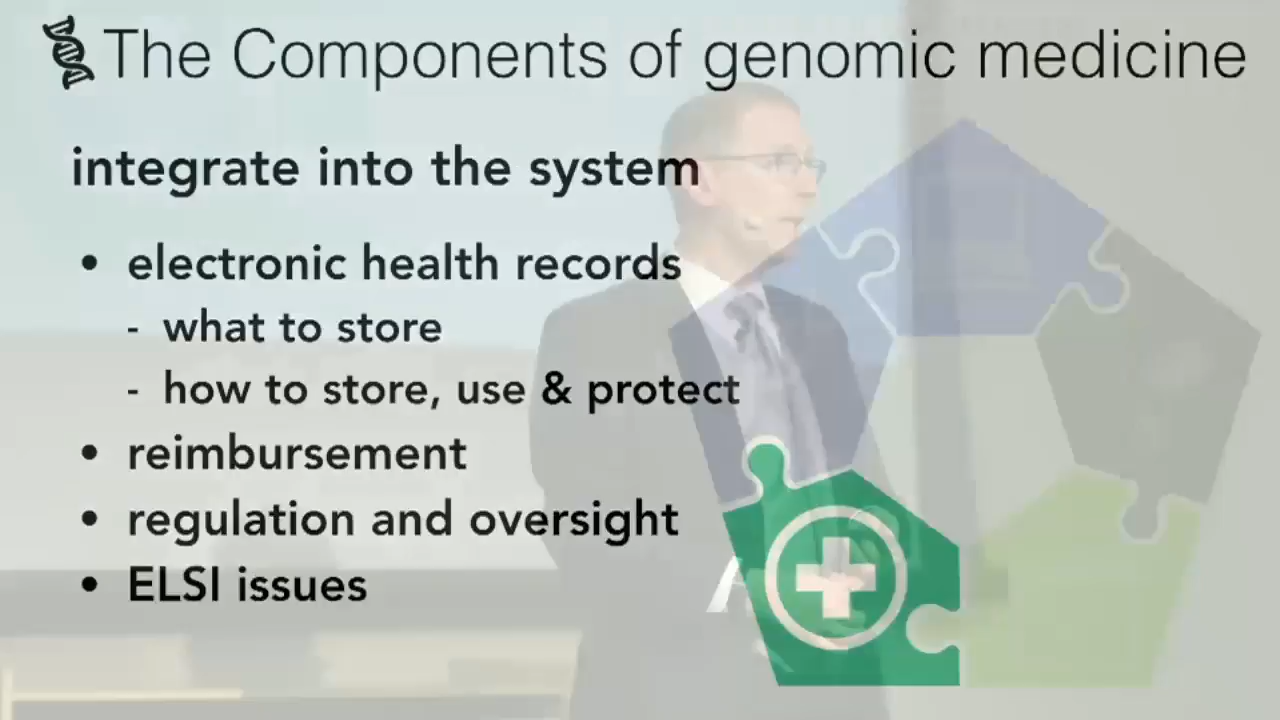 The Components of genomic medicine
integrate into the system
• electronic health records
- what to store
- how to store, use & protect
• reimbursement
• regulation and oversight
• ELSI issues